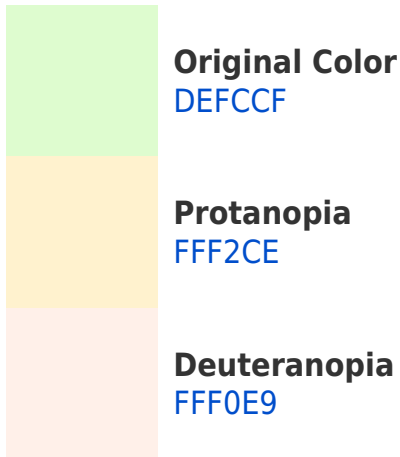 Original Color
DEFCCF
Protanopia
FFF2CE
Deuteranopia
FFF0E9